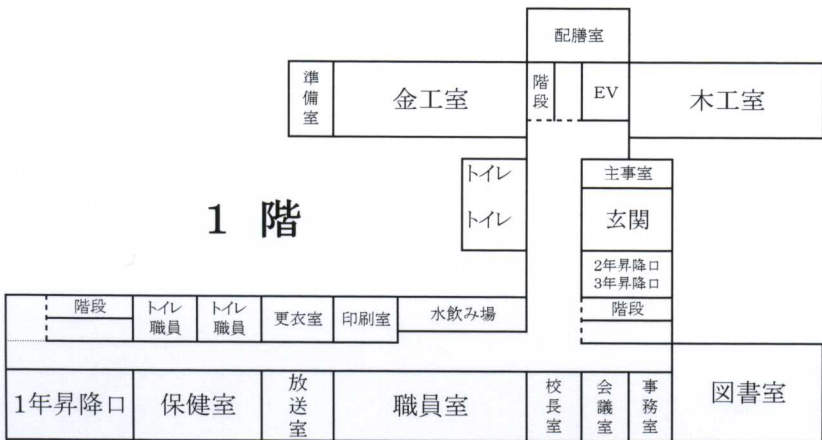 配膳室
準備室
金工室
階段
EV
木工室
トイレ
主事室
トイレ
玄関
1 階
2年昇降口
3年昇降口
階段
トイレ
職員
トイレ
職員
更衣室
印刷室
水飲み場
階段
1年昇降口
保健室
放送室
職員室
校長室
会議室
事務室
図書室